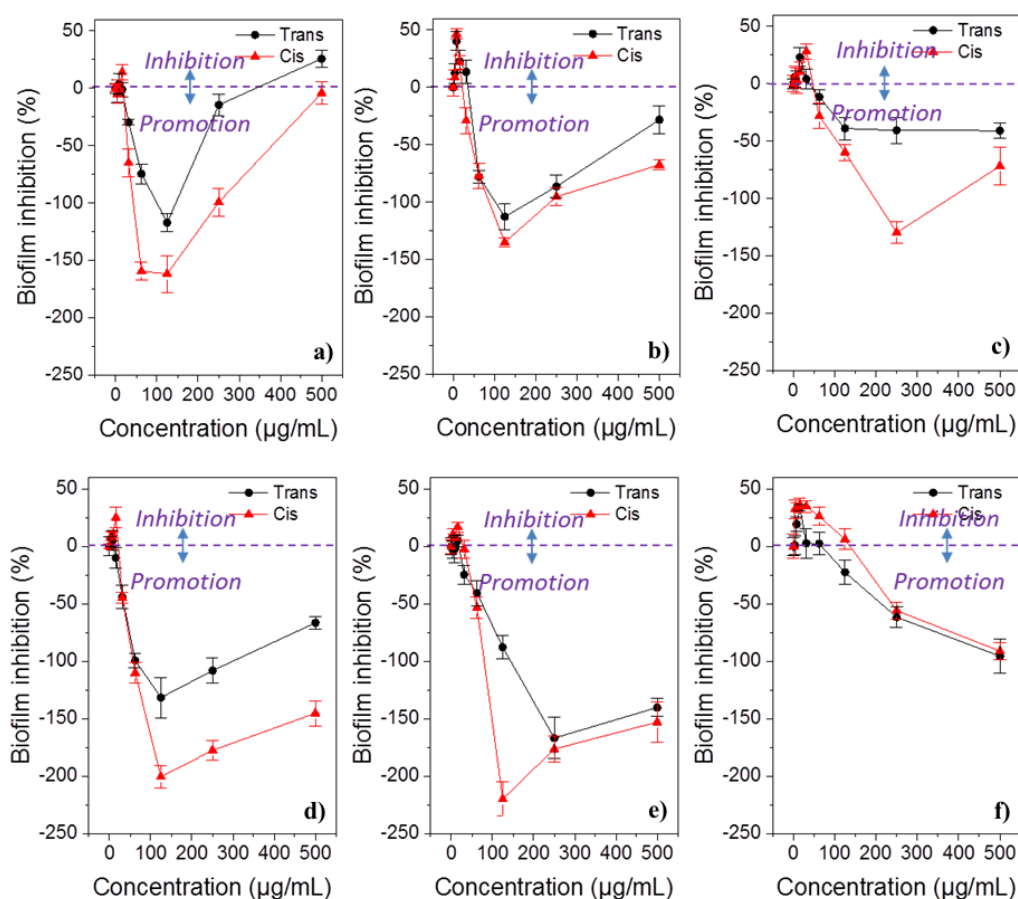 Biofilm inhibition (%)
50
0
-50
-100
-150
-200
-250
Trans
Cis
Inhibition
Promotion
a)
0 100 200 300 400 500
Concentration (µg/mL)
Biofilm inhibition (%)
50
0
-50
-100
-150
-200
-250
Trans
Cis
Inhibition
Promotion
b)
0 100 200 300 400 500
Concentration (µg/mL)
Biofilm inhibition (%)
50
0
-50
-100
-150
-200
-250
Trans
Cis
Inhibition
Promotion
c)
0 100 200 300 400 500
Concentration (µg/mL)
Biofilm inhibition (%)
50
0
-50
-100
-150
-200
-250
Trans
Cis
Inhibition
Promotion
d)
0 100 200 300 400 500
Concentration (µg/mL)
Biofilm inhibition (%)
50
0
-50
-100
-150
-200
-250
Trans
Cis
Inhibition
Promotion
e)
0 100 200 300 400 500
Concentration (µg/mL)
Biofilm inhibition (%)
50
0
-50
-100
-150
-200
-250
Trans
Cis
Inhibition
Promotion
f)
0 100 200 300 400 500
Concentration (µg/mL)